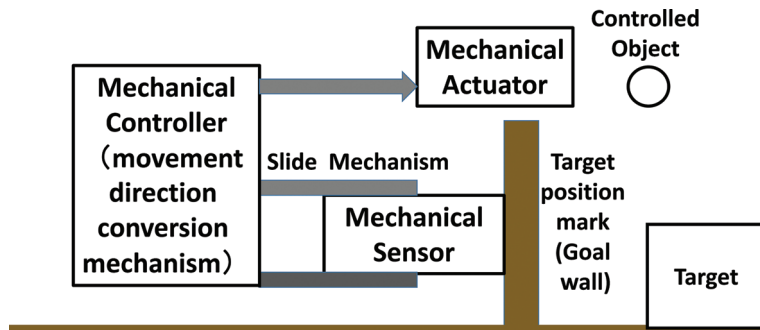 Controlled
Object
Mechanical
Actuator
Mechanical
Controller
（movement
direction
conversion
mechanism）
Slide Mechanism
Mechanical
Sensor
Target
position
mark
(Goal
wall)
Target